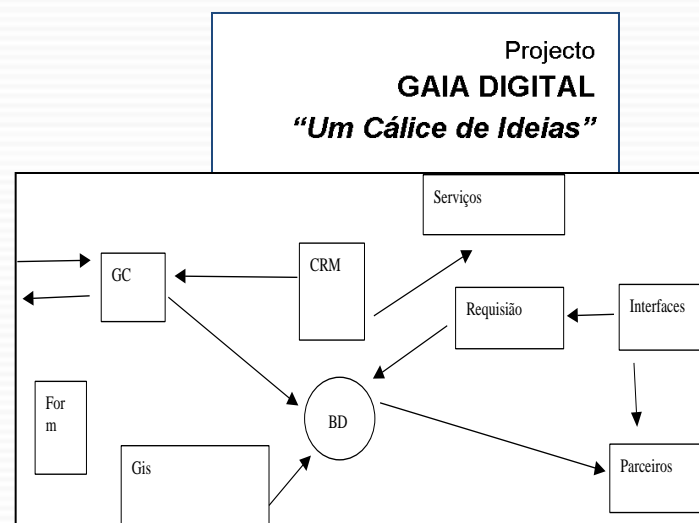 Projecto
GAIA DIGITAL
“Um Cálice de Ideias”
Serviços
GC
CRM
Requisião
Interfaces
For
m
BD
Gis
Parceiros